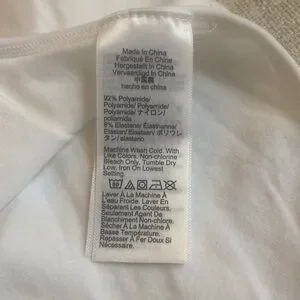 Made In China
Fabriqué En Chine
Hergestellt In China
Vervaardigd In China
中国製
hecho en china
92% Polyamide/
Polyamide/ Polyamid/
Polyamide/ ナイロン/
poliamida
8% Elastane/ Élasthanne/
Elastan/ Elastaan/ ポリウレ
タン/ elastano
Machine Wash Cold. With
Like Colors. Non-chlorine
Bleach Only. Tumble Dry
Low. Iron On Lowest
Setting.
Laver À La Machine À
L'eau Froide. Laver En
Séparent Les Couleurs.
Seulement Agent De
Blanchiment Non-chlore.
Sécher À La Machine À
Basse Température.
Repasser À Fer Doux Si
Nécessaire.